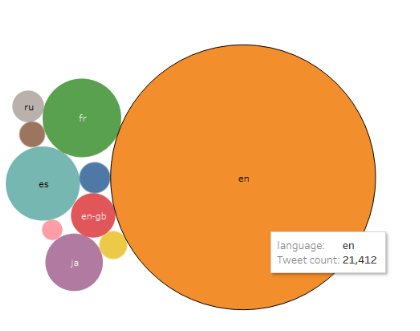 ru
fr
es
en
en-gb
ja
language: en
Tweet count: 21,412